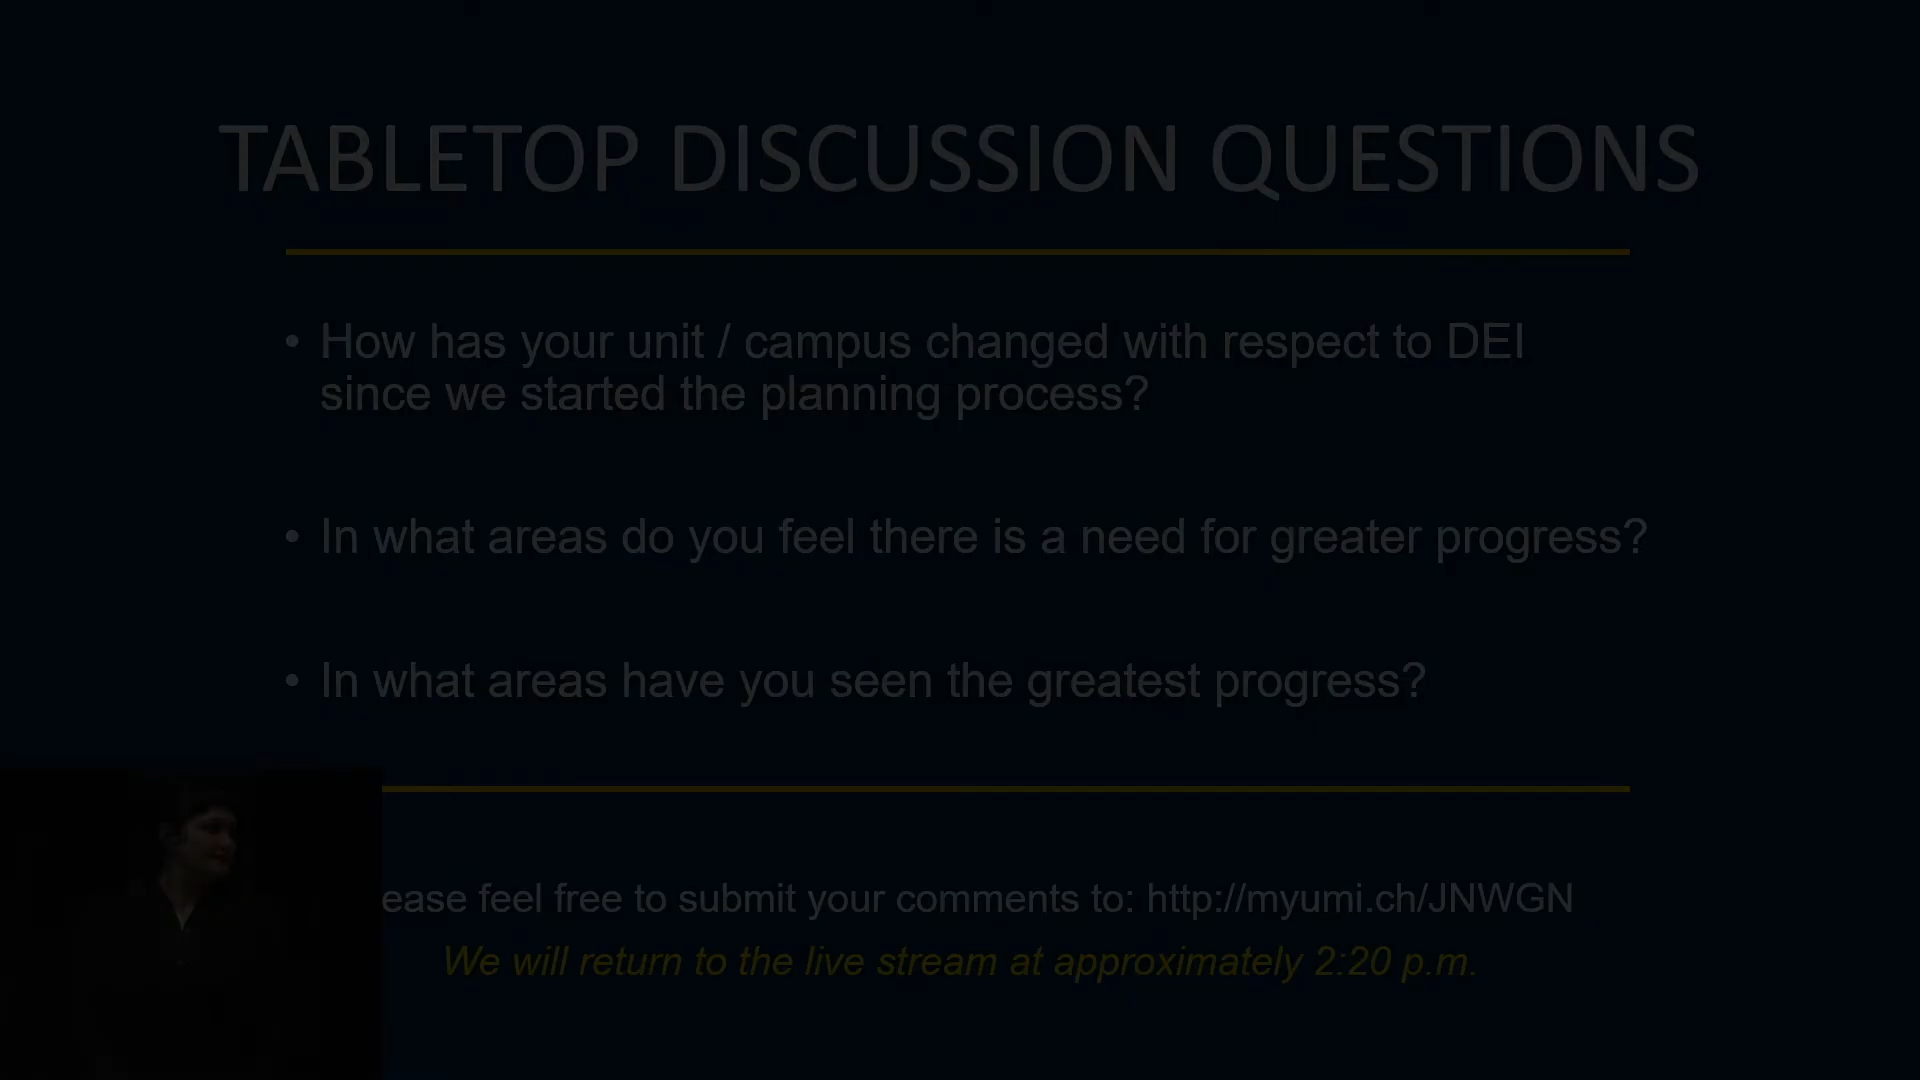 TABLETOP DISCUSSION QUESTIONS
• How has your unit / campus changed with respect to DEI
since we started the planning process?
• In what areas do you feel there is a need for greater progress?
• In what areas have you seen the greatest progress?
ease feel free to submit your comments to: http://myumi.ch/JNWGN
We will return to the live stream at approximately 2:20 p.m.